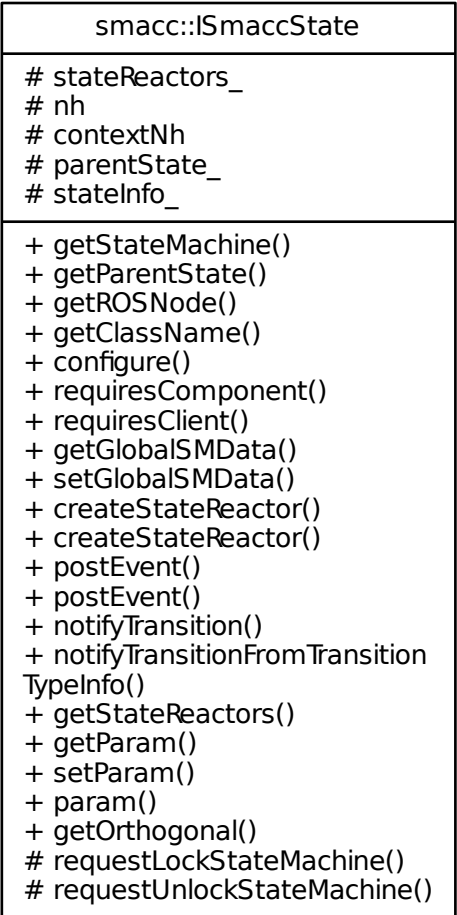 smacc::ISmaccState
# stateReactors_
# nh
# contextNh
# parentState_
# stateInfo_
+ getStateMachine()
+ getParentState()
+ getROSNode()
+ getClassName()
+ configure()
+ requiresComponent()
+ requiresClient()
+ getGlobalSMData()
+ setGlobalSMData()
+ createStateReactor()
+ createStateReactor()
+ postEvent()
+ postEvent()
+ notifyTransition()
+ notifyTransitionFromTransition
TypeInfo()
+ getStateReactors()
+ getParam()
+ setParam()
+ param()
+ getOrthogonal()
# requestLockStateMachine()
# requestUnlockStateMachine()